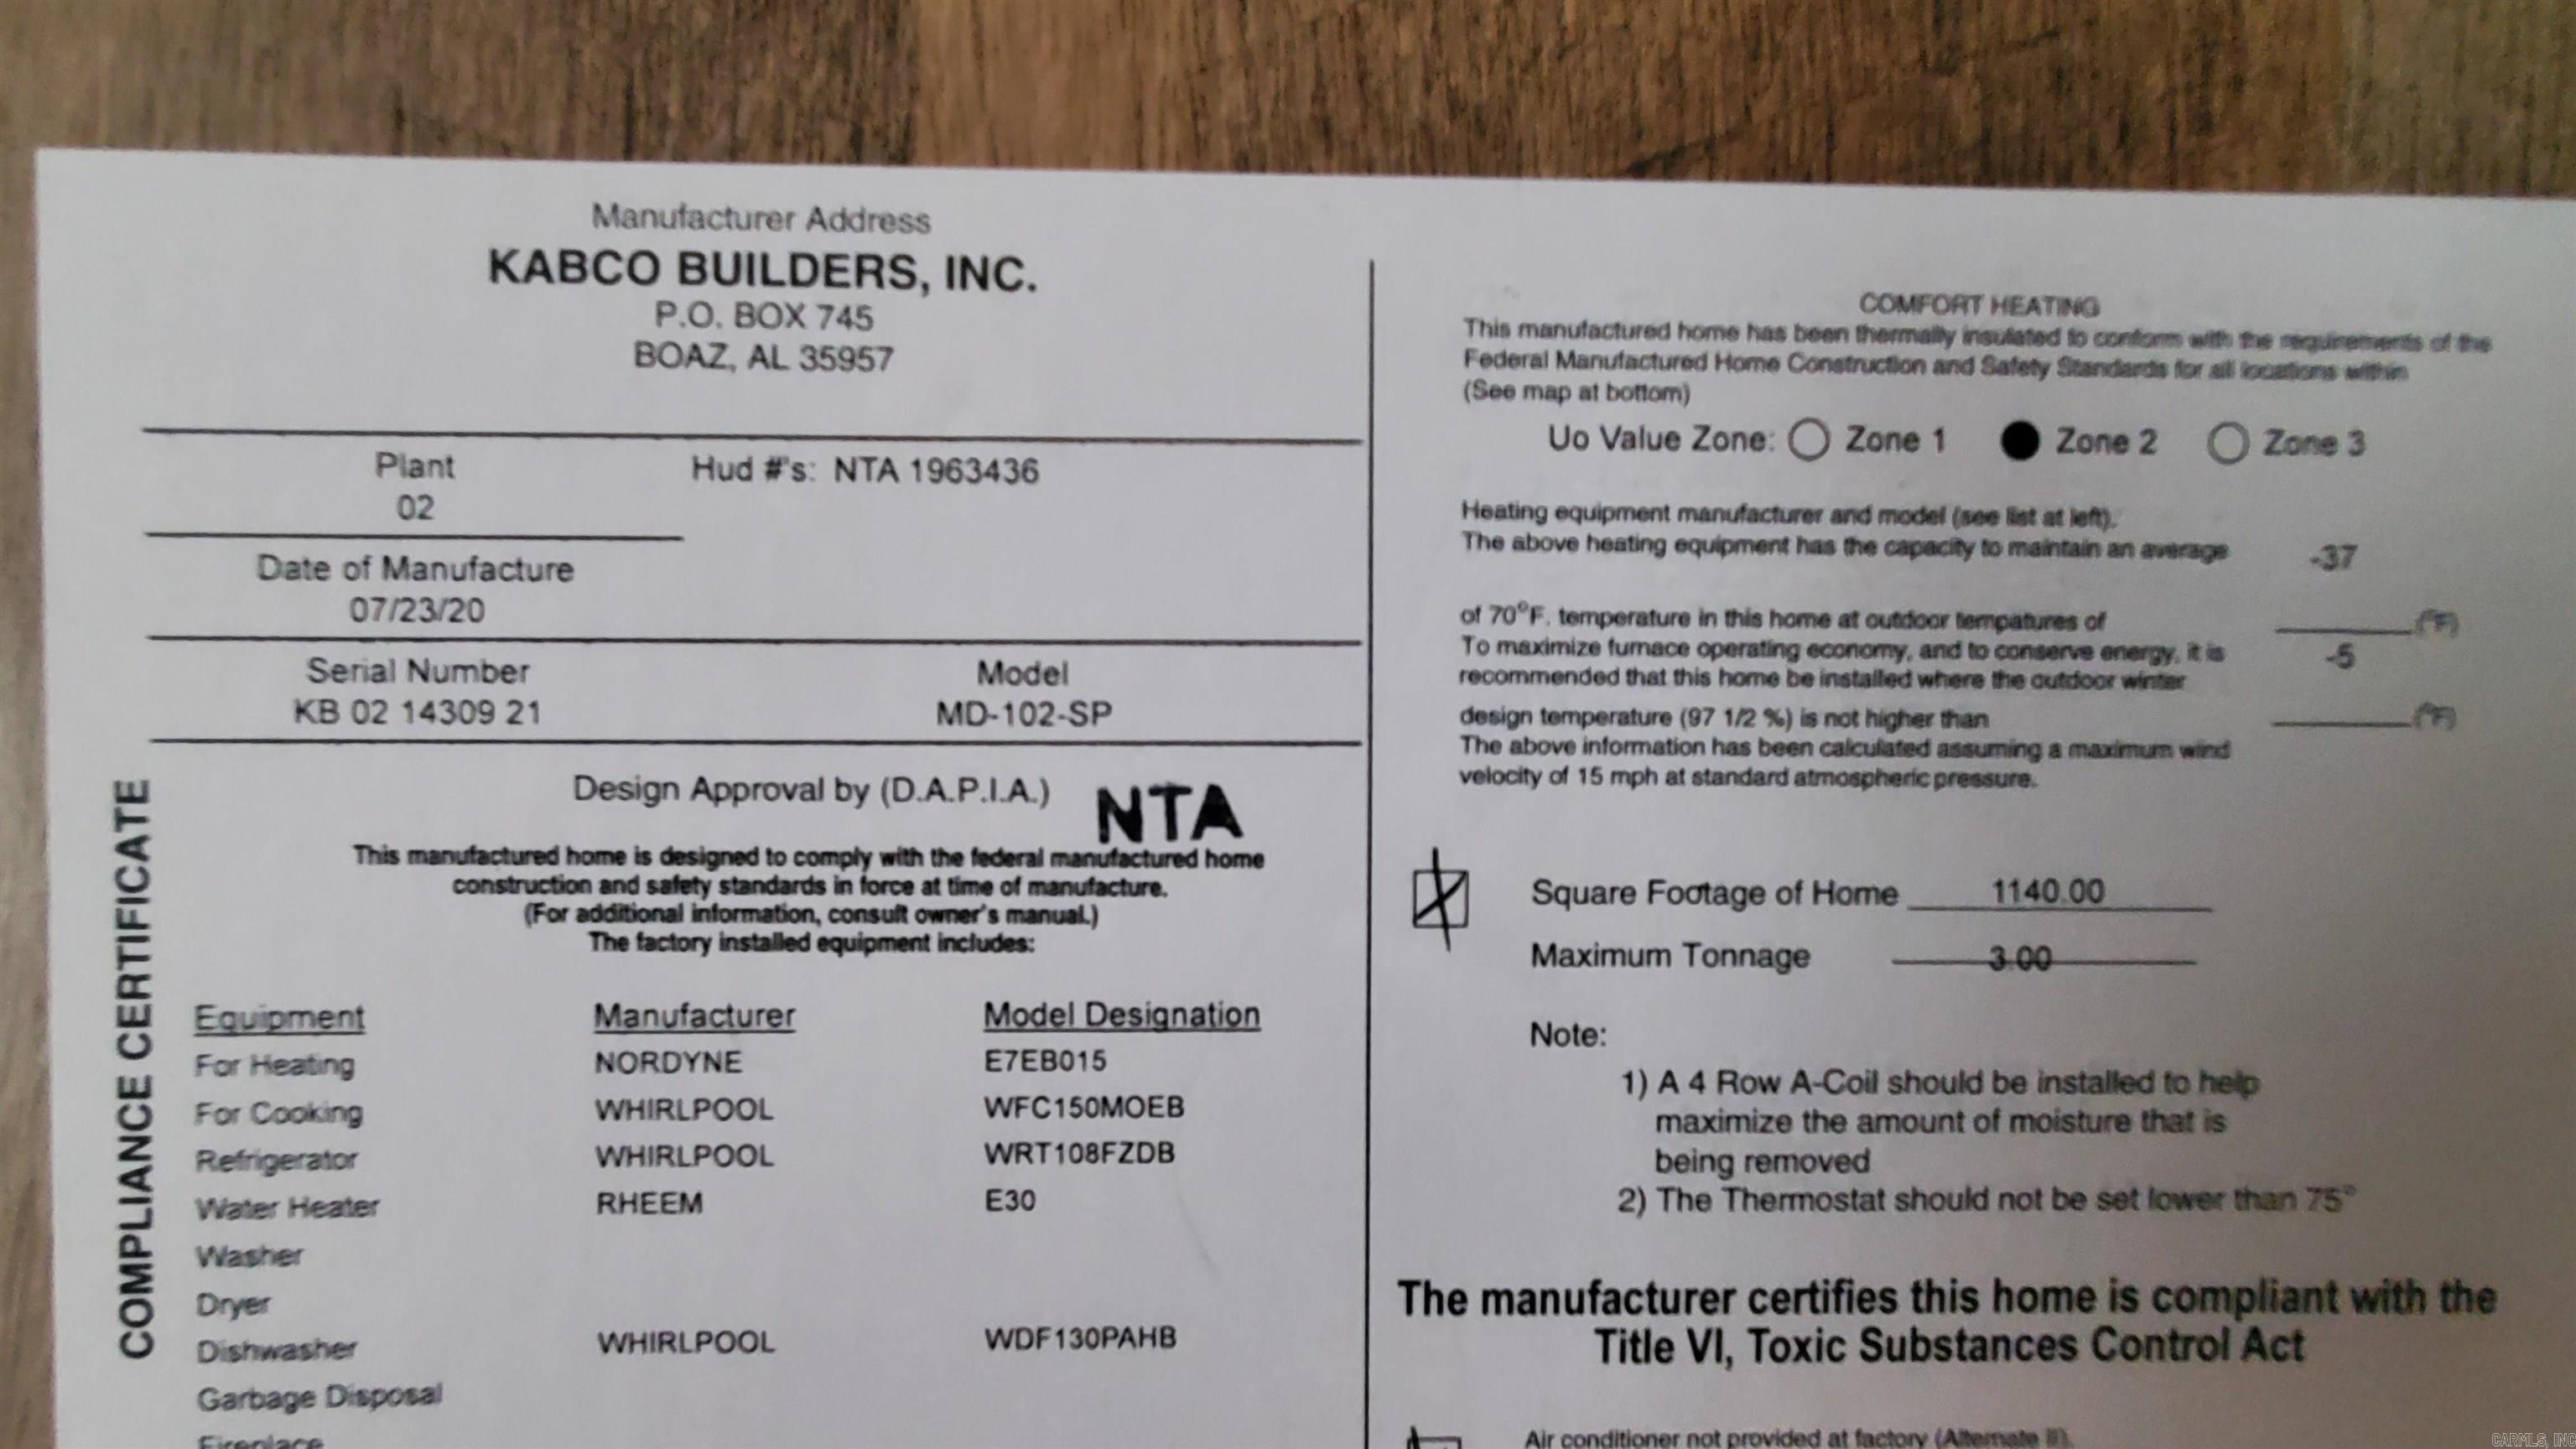 Manufacturer Address
KABCO BUILDERS, INC.
P.O. BOX 745
BOAZ, AL 35957
Plant
02
Hud #'s: NTA 1963436
Date of Manufacture
07/23/20
Serial Number
KB 02 14309 21
Model
MD-102-SP
COMPLIANCE CERTIFICATE
Design Approval by (D.A.P.I.A.) NTA
This manufactured home is designed to comply with the federal manufactured home
construction and safety standards in force at time of manufacture.
(For additional information, consult owner's manual.)
The factory installed equipment includes:
Equipment Manufacturer Model Designation
For Heating NORDYNE E7EB015
For Cooking WHIRLPOOL WFC150MOEB
Refrigerator WHIRLPOOL WRT108FZDB
Water Heater RHEEM E30
Washer
Dryer
Dishwasher WHIRLPOOL WDF130PAHB
Garbage Disposal
Fireplace
COMFORT HEATING
This manufactured home has been thermally insulated to conform with the requirements of the
Federal Manufactured Home Construction and Safety Standards for all locations within
(See map at bottom)
Uo Value Zone: Zone 1 Zone 2 Zone 3
Heating equipment manufacturer and model (see list at left).
The above heating equipment has the capacity to maintain an average -37
of 70°F. temperature in this home at outdoor tempatures of (°F)
To maximize furnace operating economy, and to conserve energy, it is -5
recommended that this home be installed where the outdoor winter
design temperature (97 1/2 %) is not higher than (°F)
The above information has been calculated assuming a maximum wind
velocity of 15 mph at standard atmospheric pressure.
Square Footage of Home 1140.00
Maximum Tonnage 3.00
Note:
1) A 4 Row A-Coil should be installed to help
maximize the amount of moisture that is
being removed
2) The Thermostat should not be set lower than 75°
The manufacturer certifies this home is compliant with the
Title VI, Toxic Substances Control Act
Air conditioner not provided at factory (Alternate II)
CARMLS, INC